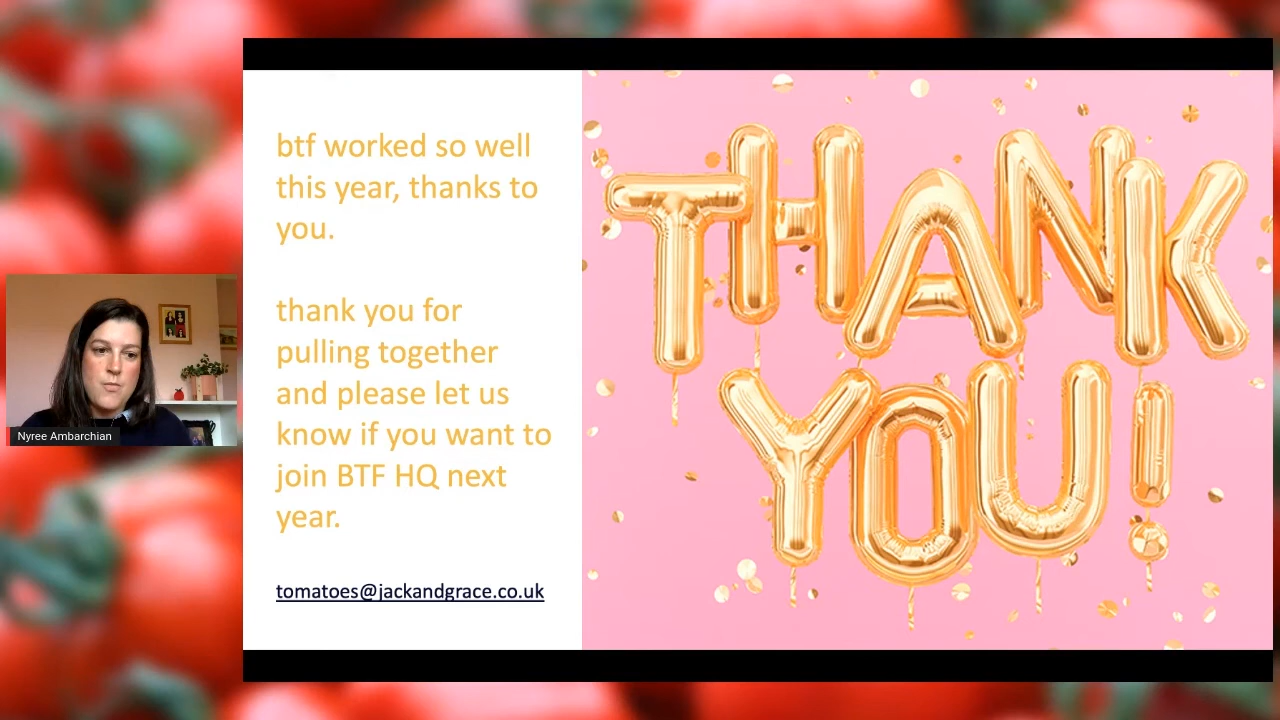 btf worked so well
this year, thanks to
you.
thank you for
pulling together
and please let us
know if you want to
join BTF HQ next
year.
tomatoes@jackandgrace.co.uk
THANK
YOU!
Nyree Ambarchian